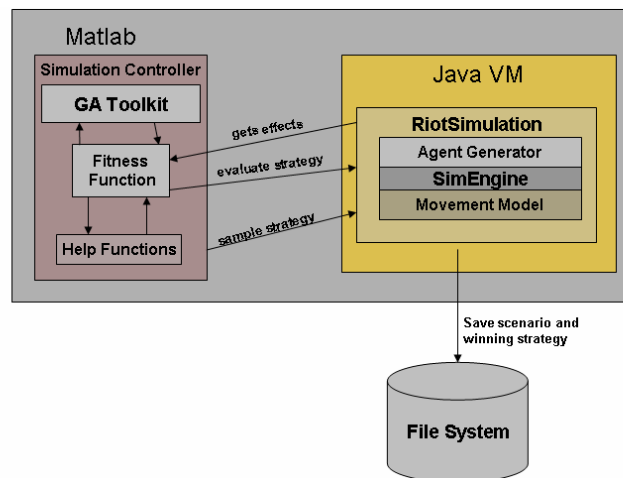 Matlab
Simulation Controller
GA Toolkit
Fitness
Function
Help Functions
gets effects
evaluate strategy
sample strategy
Java VM
RiotSimulation
Agent Generator
SimEngine
Movement Model
Save scenario and
winning strategy
File System